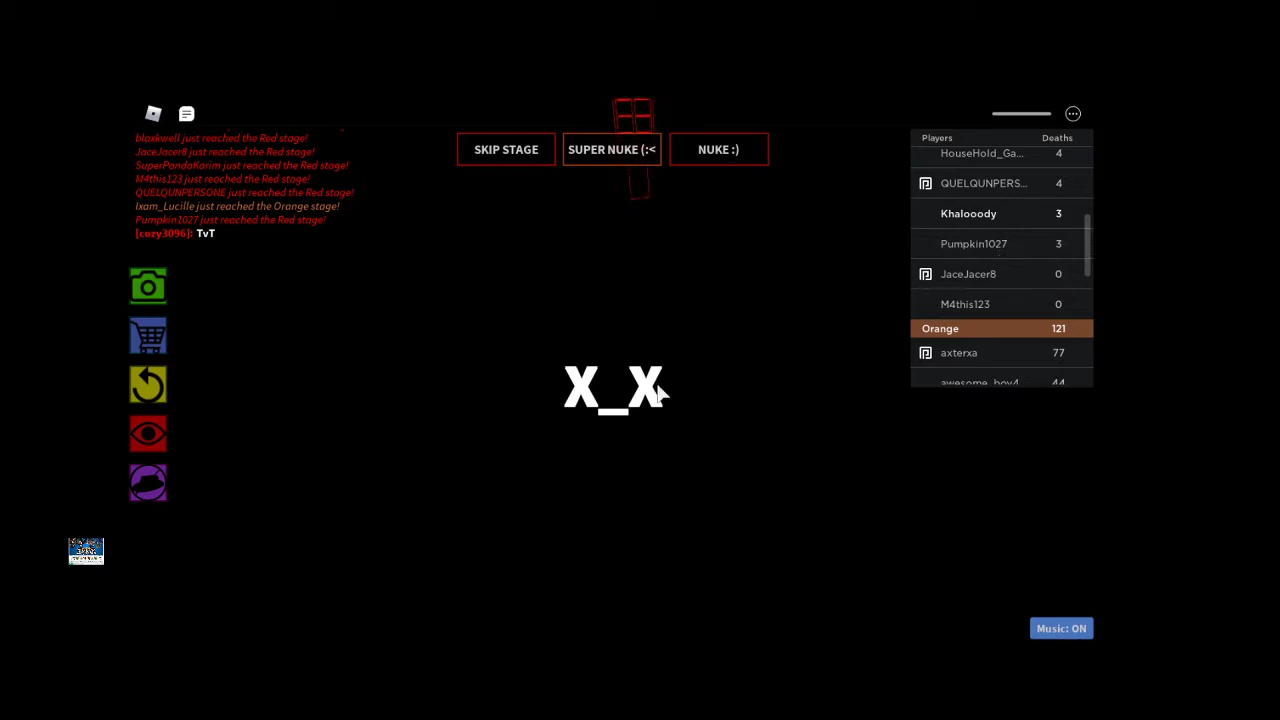 blaxkwell just reached the Red stage!
JaceJacer8 just reached the Red stage!
SuperPandaKarim just reached the Red stage!
M4this123 just reached the Red stage!
QUELQUNPERSONE just reached the Red stage!
Ixam_Lucille just reached the Orange stage!
Pumpkin1027 just reached the Red stage!
[cozy3096]: TvT
SKIP STAGE
SUPER NUKE (:<
NUKE :)
Players Deaths
HouseHold_Ga... 4
QUELQUNPERS... 4
Khalooody 3
Pumpkin1027 3
JaceJacer8 0
M4this123 0
Orange 121
axterxa 77
awesome_boy4 44
X_X
Music: ON